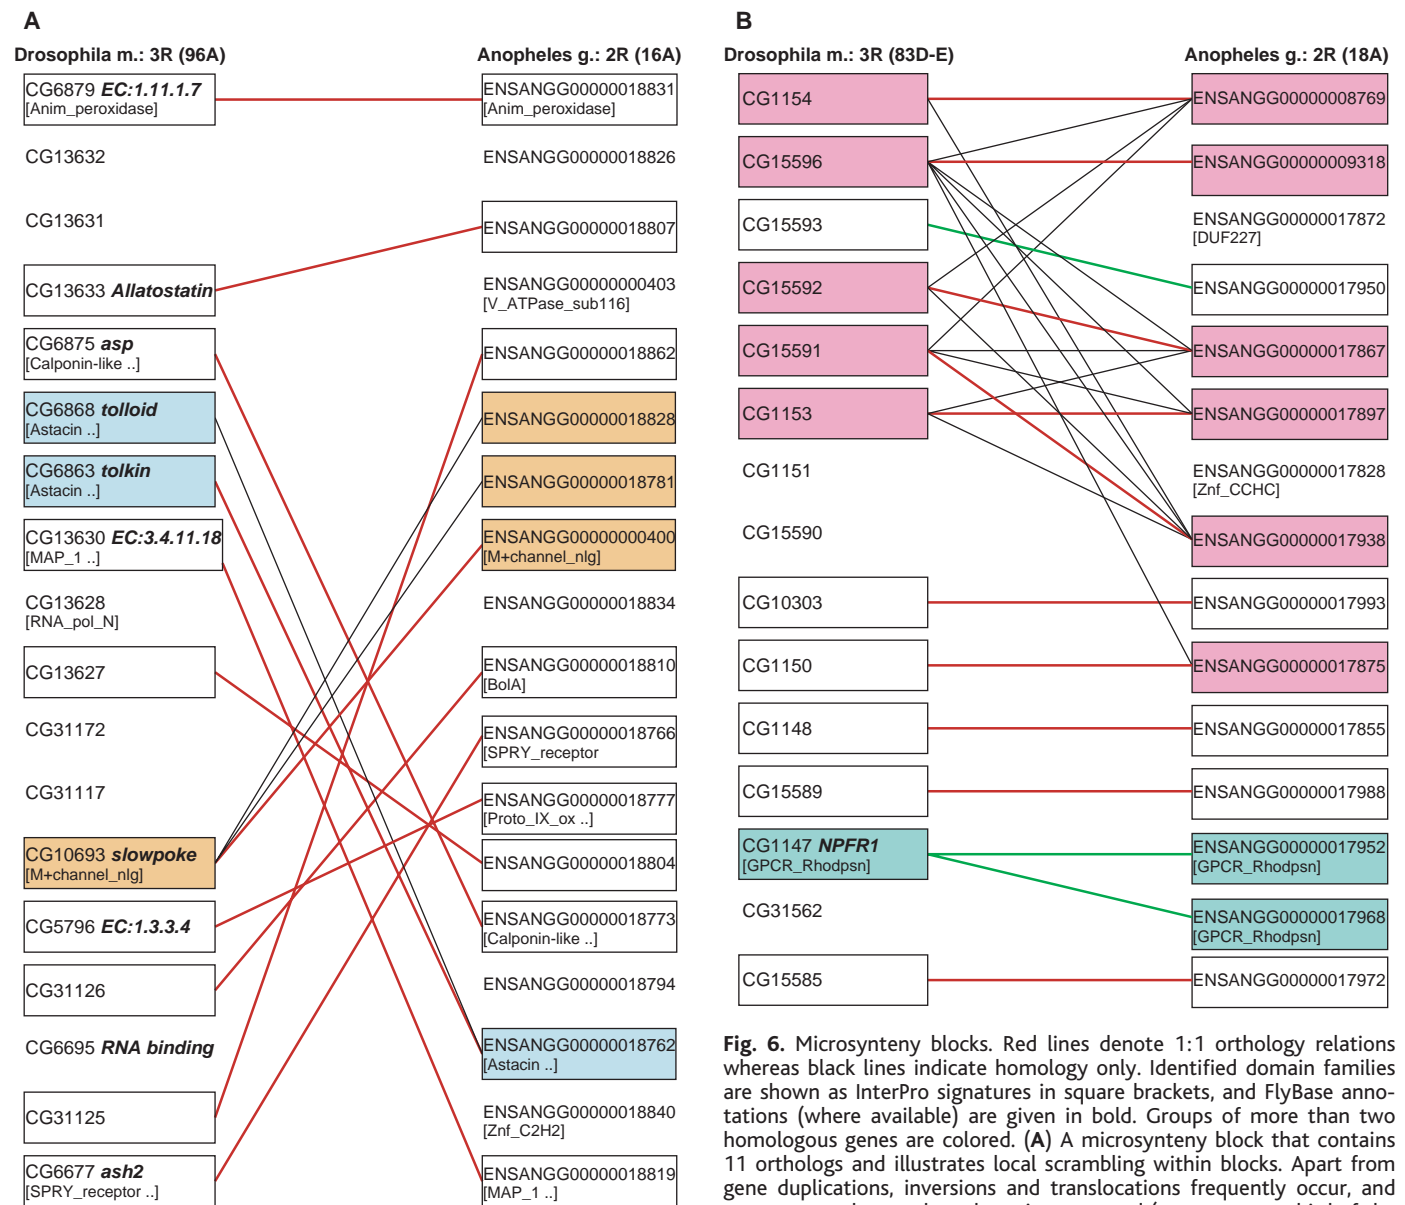 A
Drosophila m.: 3R (96A)
Anopheles g.: 2R (16A)
CG6879 EC:1.11.1.7
[Anim_peroxidase]
ENSANGG00000018831
[Anim_peroxidase]
CG13632
ENSANGG00000018826
CG13631
ENSANGG00000018807
CG13633 Allatostatin
ENSANGG00000000403
[V_ATPase_sub116]
CG6875 asp
[Calponin-like ..]
ENSANGG00000018862
CG6868 tolloid
[Astacin ..]
ENSANGG00000018828
CG6863 tolkin
[Astacin ..]
ENSANGG00000018781
CG13630 EC:3.4.11.18
[MAP_1 ..]
ENSANGG00000000400
[M+channel_nlg]
CG13628
[RNA_pol_N]
ENSANGG00000018834
CG13627
ENSANGG00000018810
[BolA]
CG31172
ENSANGG00000018766
[SPRY_receptor
CG31117
ENSANGG00000018777
[Proto_IX_ox ..]
CG10693 slowpoke
[M+channel_nlg]
ENSANGG00000018804
CG5796 EC:1.3.3.4
ENSANGG00000018773
[Calponin-like ..]
CG31126
ENSANGG00000018794
CG6695 RNA binding
ENSANGG00000018762
[Astacin ..]
CG31125
ENSANGG00000018840
[Znf_C2H2]
CG6677 ash2
[SPRY_receptor ..]
ENSANGG00000018819
[MAP_1 ..]
B
Drosophila m.: 3R (83D-E)
Anopheles g.: 2R (18A)
CG1154
ENSANGG00000008769
CG15596
ENSANGG00000009318
CG15593
ENSANGG00000017872
[DUF227]
CG15592
ENSANGG00000017950
CG15591
ENSANGG00000017867
CG1153
ENSANGG00000017897
CG1151
ENSANGG00000017828
[Znf_CCHC]
CG15590
ENSANGG00000017938
CG10303
ENSANGG00000017993
CG1150
ENSANGG00000017875
CG1148
ENSANGG00000017855
CG15589
ENSANGG00000017988
CG1147 NPFR1
[GPCR_Rhodpsn]
ENSANGG00000017952
[GPCR_Rhodpsn]
CG31562
ENSANGG00000017968
[GPCR_Rhodpsn]
CG15585
ENSANGG00000017972
Fig. 6. Microsynteny blocks. Red lines denote 1:1 orthology relations
whereas black lines indicate homology only. Identified domain families
are shown as InterPro signatures in square brackets, and FlyBase anno-
tations (where available) are given in bold. Groups of more than two
homologous genes are colored. (A) A microsynteny block that contains
11 orthologs and illustrates local scrambling within blocks. Apart from
gene duplications, inversions and translocations frequently occur, and